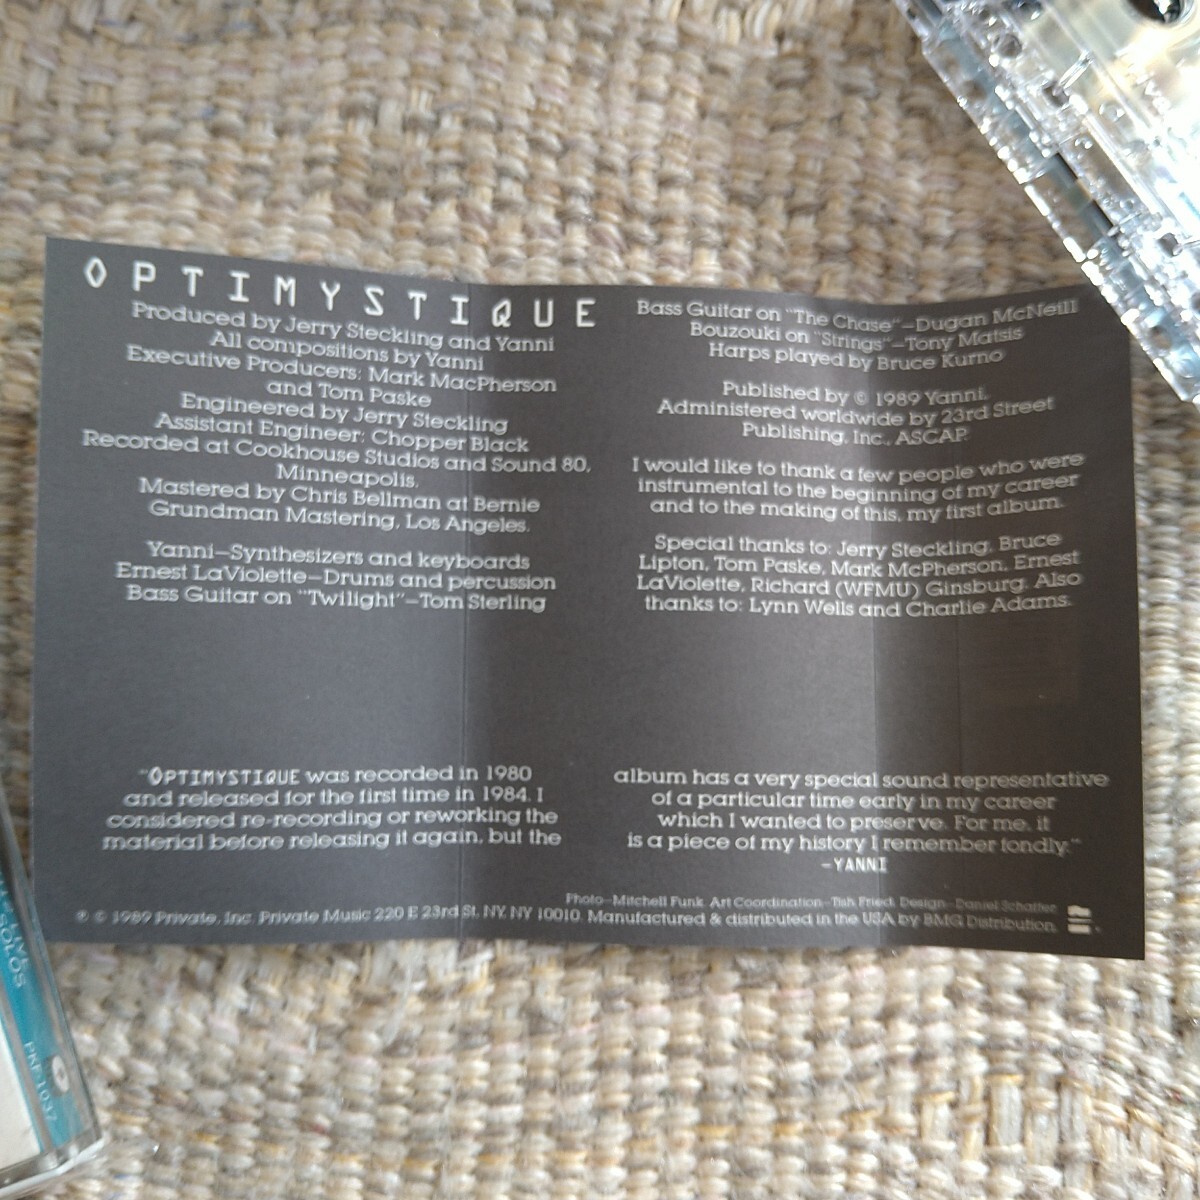 OPTIMYSTIQUE
Produced by Jerry Steckling and Yanni
All compositions by Yanni
Executive Producers: Mark MacPherson
and Tom Paske
Engineered by Jerry Steckling
Assistant Engineer: Chopper Black
Recorded at Cookhouse Studios and Sound 80,
Minneapolis.
Mastered by Chris Bellman at Bernie
Grundman Mastering, Los Angeles.
Yanni—Synthesizers and keyboards
Ernest LaViolette—Drums and percussion
Bass Guitar on "Twilight"—Tom Sterling
Bass Guitar on "The Chase"—Dugan McNeill
Bouzouki on "Strings"—Tony Matsis
Harps played by Bruce Kurno
Published by © 1989 Yanni.
Administered worldwide by 23rd Street
Publishing, Inc., ASCAP.
I would like to thank a few people who were
instrumental to the beginning of my career
and to the making of this, my first album.
Special thanks to: Jerry Steckling, Bruce
Lipton, Tom Paske, Mark McPherson, Ernest
LaViolette, Richard (WFMU) Ginsburg. Also
thanks to: Lynn Wells and Charlie Adams.
"OPTIMYSTIQUE was recorded in 1980
and released for the first time in 1984. I
considered re-recording or reworking the
material before releasing it again, but the
album has a very special sound representative
of a particular time early in my career
which I wanted to preserve. For me, it
is a piece of my history I remember fondly."
—YANNI
Photo—Mitchell Funk. Art Coordination—Tish Fried. Design—Daniel Schaffer
℗ © 1989 Private, Inc. Private Music 220 E 23rd St. NY, NY 10010. Manufactured & distributed in the USA by BMG Distribution.
SOLOS